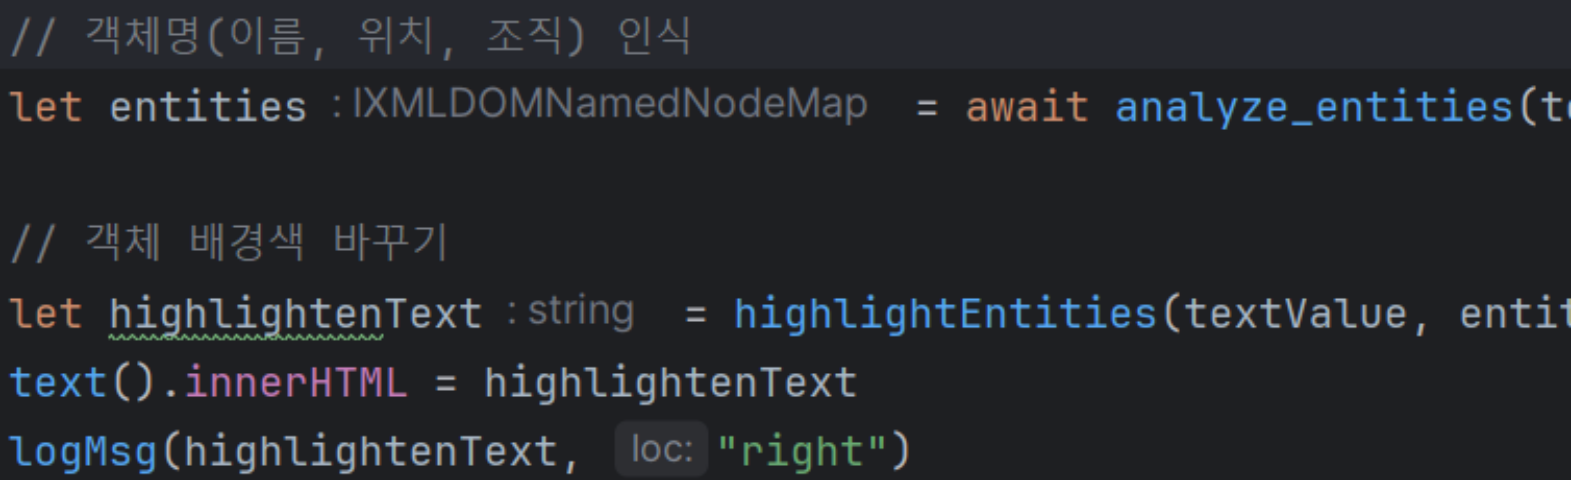 // 객체명(이름, 위치, 조직) 인식
let entities : IXMLDOMNamedNodeMap = await analyze_entities(t
// 객체 배경색 바꾸기
let highlightenText : string = highlightEntities(textValue, entit
text().innerHTML = highlightenText
logMsg(highlightenText, loc: "right")